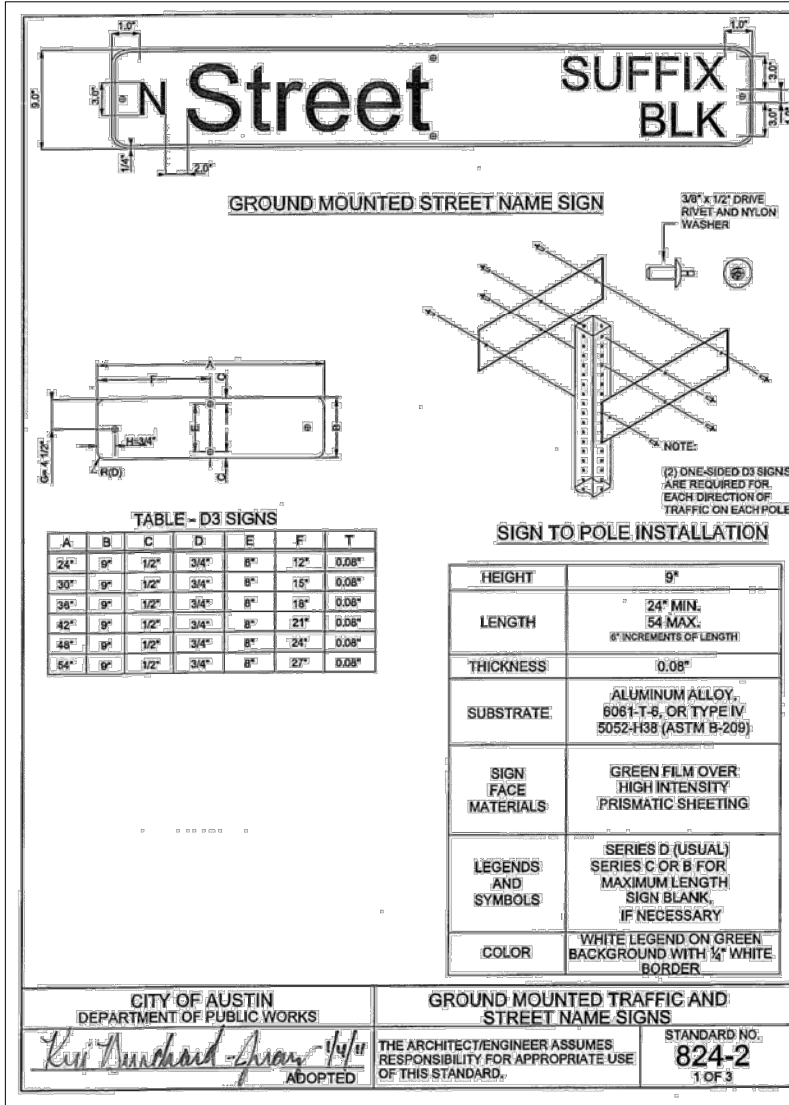 1.0"
1.0"
9.0"
3.0"
N Street
SUFFIX
BLK
3.0"
3.0"
1/4"
2.0"
GROUND MOUNTED STREET NAME SIGN
3/8" x 1/2" DRIVE
RIVET AND NYLON
WASHER
A
F
C
E
B
G= 4 1/2"
H=3/4"
R(D)
C
NOTE:
(2) ONE-SIDED D3 SIGNS
ARE REQUIRED FOR
EACH DIRECTION OF
TRAFFIC ON EACH POLE
SIGN TO POLE INSTALLATION
TABLE - D3 SIGNS
A B C D E F T
24" 9" 1/2" 3/4" 8" 12" 0.08"
30" 9" 1/2" 3/4" 8" 15" 0.08"
36" 9" 1/2" 3/4" 8" 18" 0.08"
42" 9" 1/2" 3/4" 8" 21" 0.08"
48" 9" 1/2" 3/4" 8" 24" 0.08"
54" 9" 1/2" 3/4" 8" 27" 0.08"
HEIGHT 9"
LENGTH
24" MIN.
54 MAX.
6" INCREMENTS OF LENGTH
THICKNESS 0.08"
SUBSTRATE
ALUMINUM ALLOY,
6061-T-6, OR TYPE IV
5052-H38 (ASTM B-209)
SIGN
FACE
MATERIALS
GREEN FILM OVER
HIGH INTENSITY
PRISMATIC SHEETING
LEGENDS
AND
SYMBOLS
SERIES D (USUAL)
SERIES C OR B FOR
MAXIMUM LENGTH
SIGN BLANK,
IF NECESSARY
COLOR
WHITE LEGEND ON GREEN
BACKGROUND WITH ¼" WHITE
BORDER
CITY OF AUSTIN
DEPARTMENT OF PUBLIC WORKS
1/4/11
ADOPTED
GROUND MOUNTED TRAFFIC AND
STREET NAME SIGNS
THE ARCHITECT/ENGINEER ASSUMES
RESPONSIBILITY FOR APPROPRIATE USE
OF THIS STANDARD.
STANDARD NO.
824-2
1 OF 3